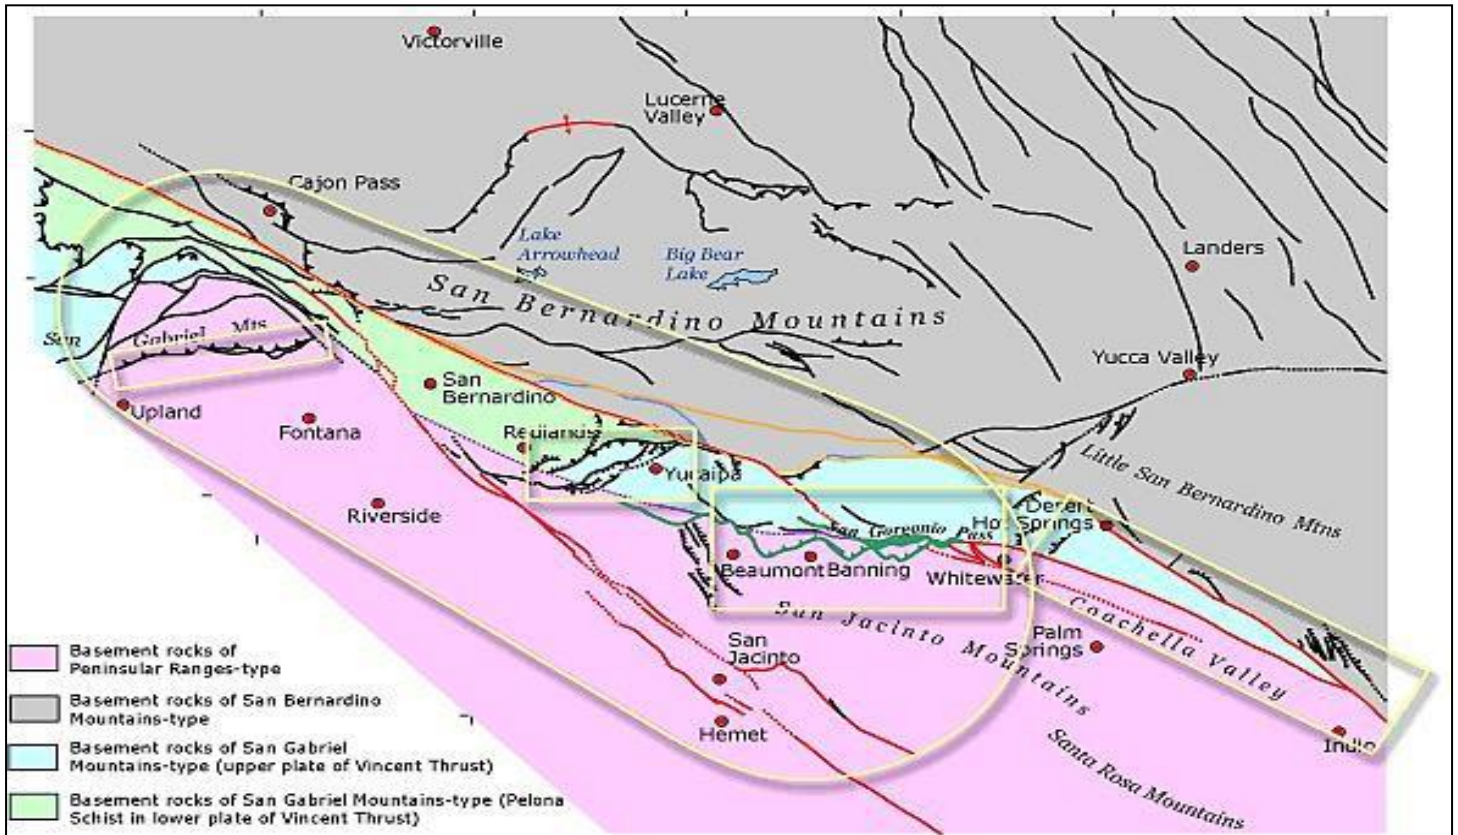 Victorville
Lucerne
Valley
Cajon Pass
Lake
Arrowhead
Big Bear
Lake
Landers
San Bernardino Mountains
San Gabriel Mts
Yucca Valley
San
Bernardino
Upland
Fontana
Redlands
Yucaipa
Little San Bernardino Mtns
Riverside
Desert
Hot Springs
San Gorgonio Pass
Beaumont
Banning
Whitewater
San Jacinto Mountains
Coachella Valley
San
Jacinto
Palm
Springs
Hemet
Indio
Santa Rosa Mountains
Basement rocks of
Peninsular Ranges-type
Basement rocks of San Bernardino
Mountains-type
Basement rocks of San Gabriel
Mountains-type (upper plate of Vincent Thrust)
Basement rocks of San Gabriel Mountains-type (Pelona
Schist in lower plate of Vincent Thrust)